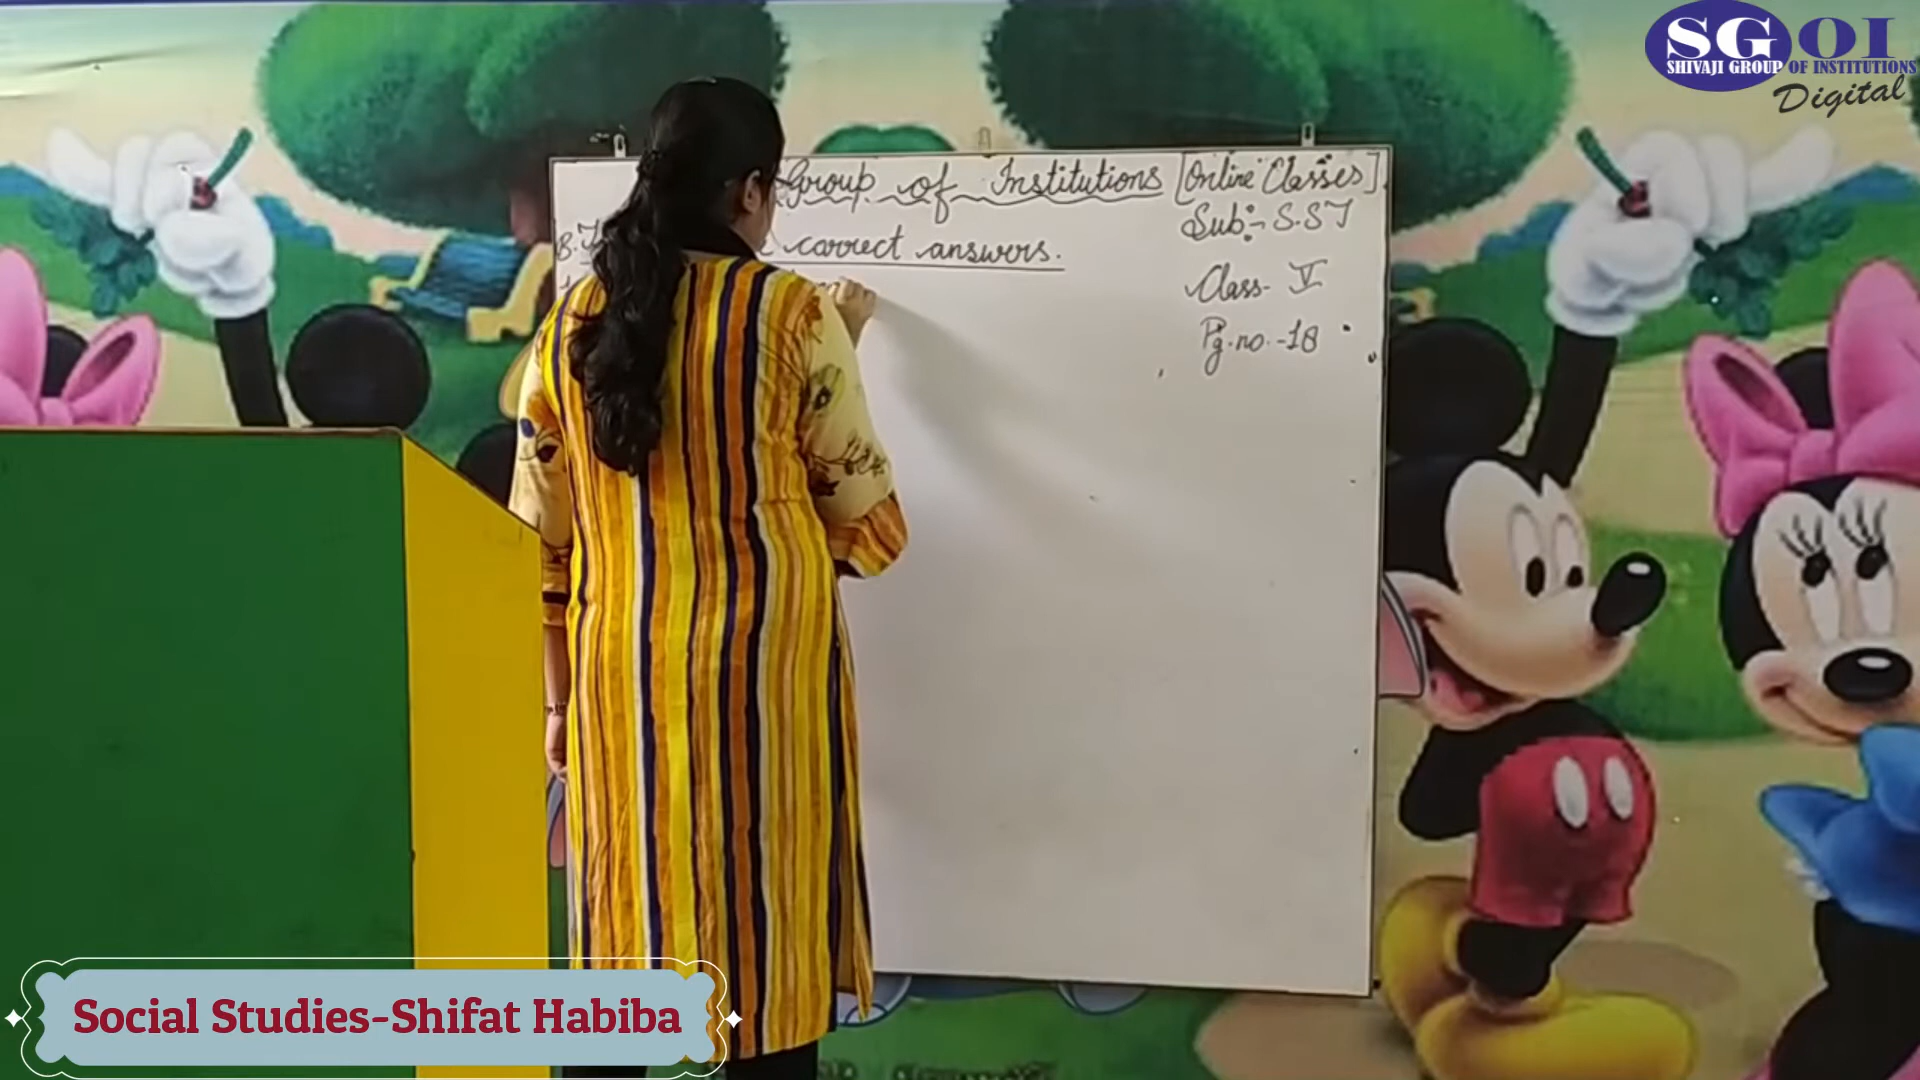 SGOI
SHIVAJI GROUP OF INSTITUTIONS
Digital
Group of Institutions [Online Classes]
Sub:- S.ST
B. correct answers.
Class- V
Pg.no.-18
Social Studies-Shifat Habiba